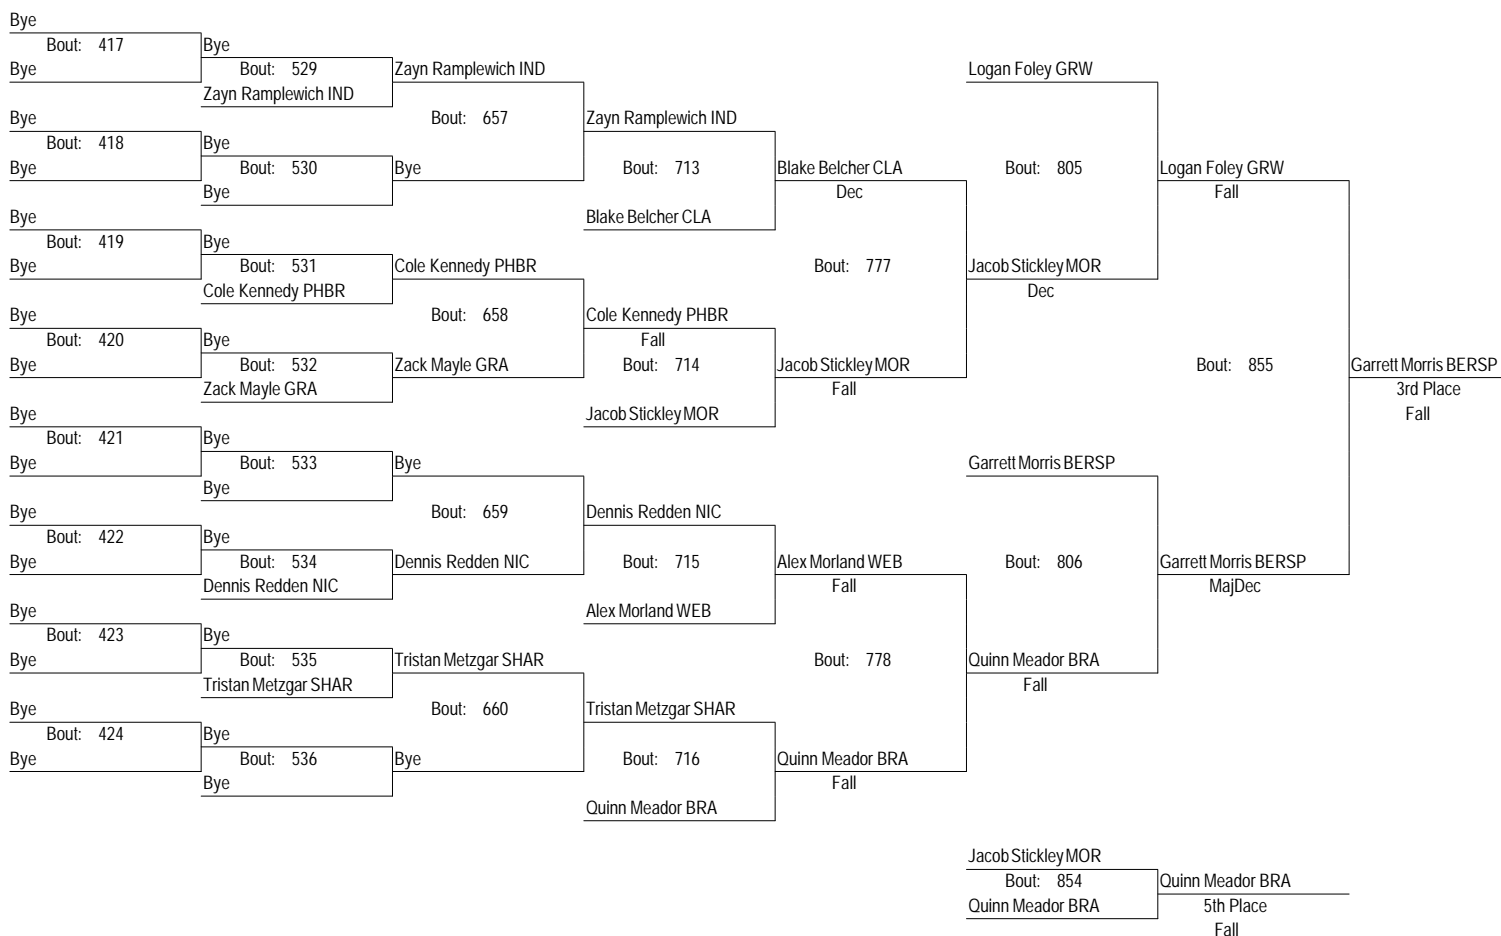 Bye
Bout: 417
Bye
Bye
Bout: 529
Zayn Ramplewich IND
Zayn Ramplewich IND
Bye
Bout: 418
Bye
Bye
Bout: 530
Bye
Bye
Bout: 657
Zayn Ramplewich IND
Bout: 713
Blake Belcher CLA
Blake Belcher CLA
Dec
Bye
Bout: 419
Bye
Bye
Bout: 531
Cole Kennedy PHBR
Cole Kennedy PHBR
Bye
Bout: 420
Bye
Bye
Bout: 532
Zack Mayle GRA
Zack Mayle GRA
Bout: 658
Cole Kennedy PHBR
Fall
Bout: 714
Jacob Stickley MOR
Jacob Stickley MOR
Fall
Bout: 777
Logan Foley GRW
Bout: 805
Jacob Stickley MOR
Dec
Logan Foley GRW
Fall
Bye
Bout: 421
Bye
Bye
Bout: 533
Bye
Bye
Bye
Bout: 422
Bye
Bye
Bout: 534
Dennis Redden NIC
Dennis Redden NIC
Bout: 659
Dennis Redden NIC
Bout: 715
Alex Morland WEB
Alex Morland WEB
Fall
Bye
Bout: 423
Bye
Bye
Bout: 535
Tristan Metzgar SHAR
Tristan Metzgar SHAR
Bye
Bout: 424
Bye
Bye
Bout: 536
Bye
Bye
Bout: 660
Tristan Metzgar SHAR
Bout: 716
Quinn Meador BRA
Quinn Meador BRA
Fall
Bout: 778
Garrett Morris BERSP
Bout: 806
Quinn Meador BRA
Fall
Garrett Morris BERSP
MajDec
Bout: 855
Garrett Morris BERSP
3rd Place
Fall
Jacob Stickley MOR
Bout: 854
Quinn Meador BRA
Quinn Meador BRA
5th Place
Fall